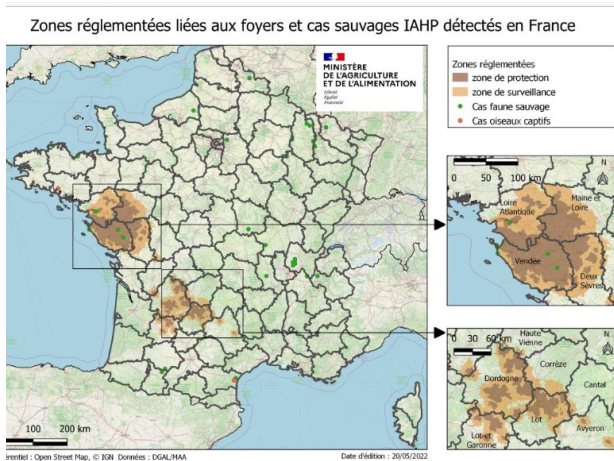 Zones réglementées liées aux foyers et cas sauvages IAHP détectés en France
MINISTÈRE
DE L'AGRICULTURE
ET DE L'ALIMENTATION
Liberté
Égalité
Fraternité
Zones réglementées
zone de protection
zone de surveillance
Cas faune sauvage
Cas oiseaux captifs
0 50 100 km
N
Loire
Atlantique
Maine et
Loire
Vendée
Deux
Sèvres
0 30 60 km
N
Haute
Vienne
Corrèze
Dordogne
Cantal
Lot
Lot et
Garonne
Aveyron
100 200 km
érentiel : Open Street Map, © IGN Données : DGAL/MAA
Date d'édition : 20/05/2022